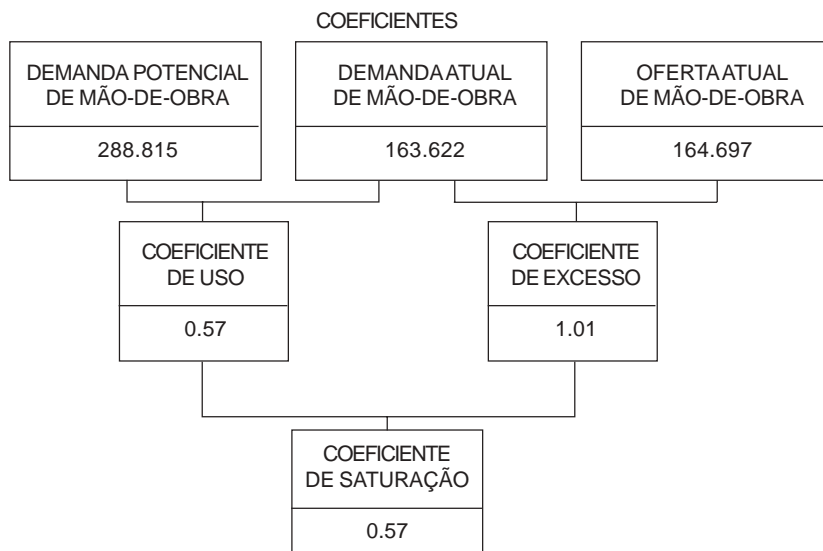 COEFICIENTES
DEMANDA POTENCIAL
DE MÃO-DE-OBRA
288.815
DEMANDA ATUAL
DE MÃO-DE-OBRA
163.622
OFERTA ATUAL
DE MÃO-DE-OBRA
164.697
COEFICIENTE
DE USO
0.57
COEFICIENTE
DE EXCESSO
1.01
COEFICIENTE
DE SATURAÇÃO
0.57